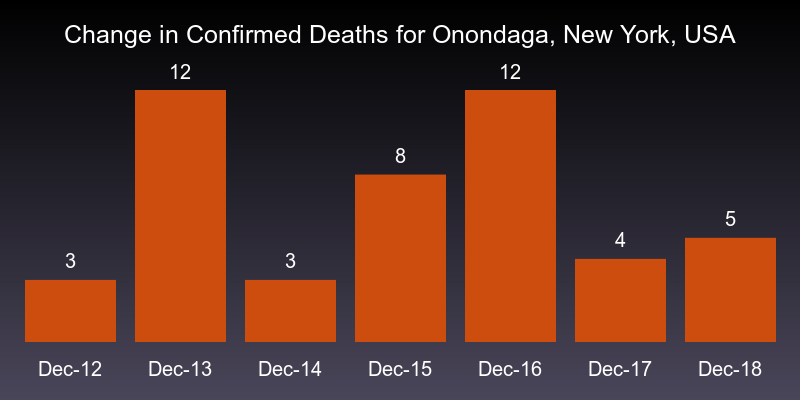 Change in Confirmed Deaths for Onondaga, New York, USA
12 12
8
5
4
3 3
Dec-12 Dec-13 Dec-14 Dec-15 Dec-16 Dec-17 Dec-18